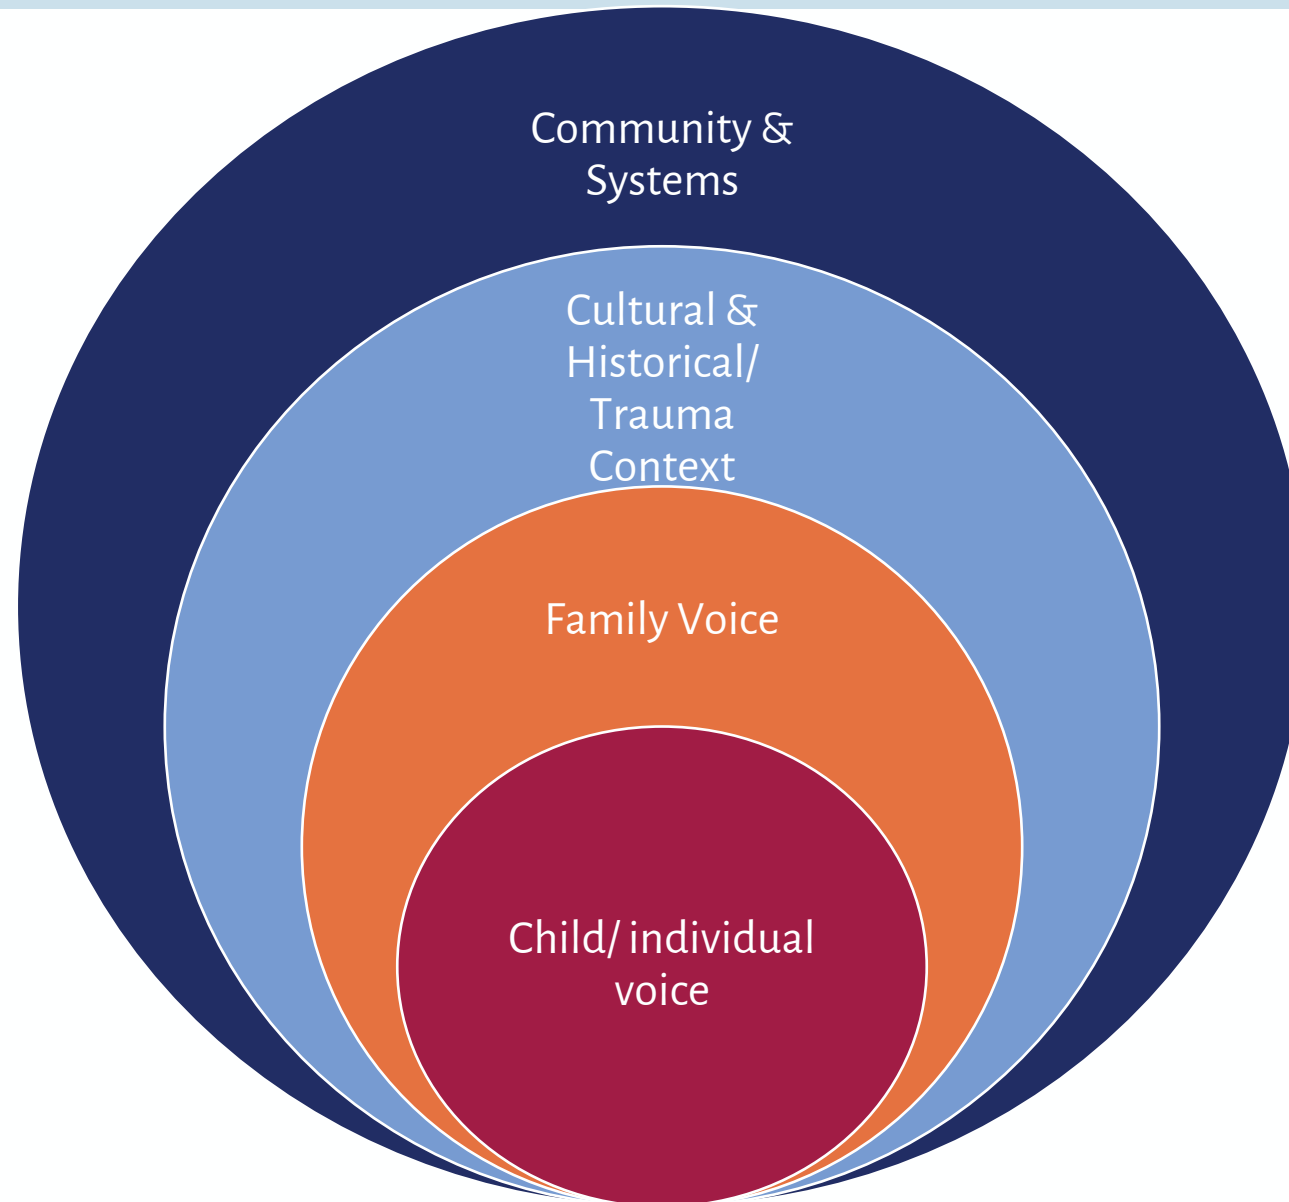 Community &
Systems
Cultural &
Historical/
Trauma
Context
Family Voice
Child/ individual
voice